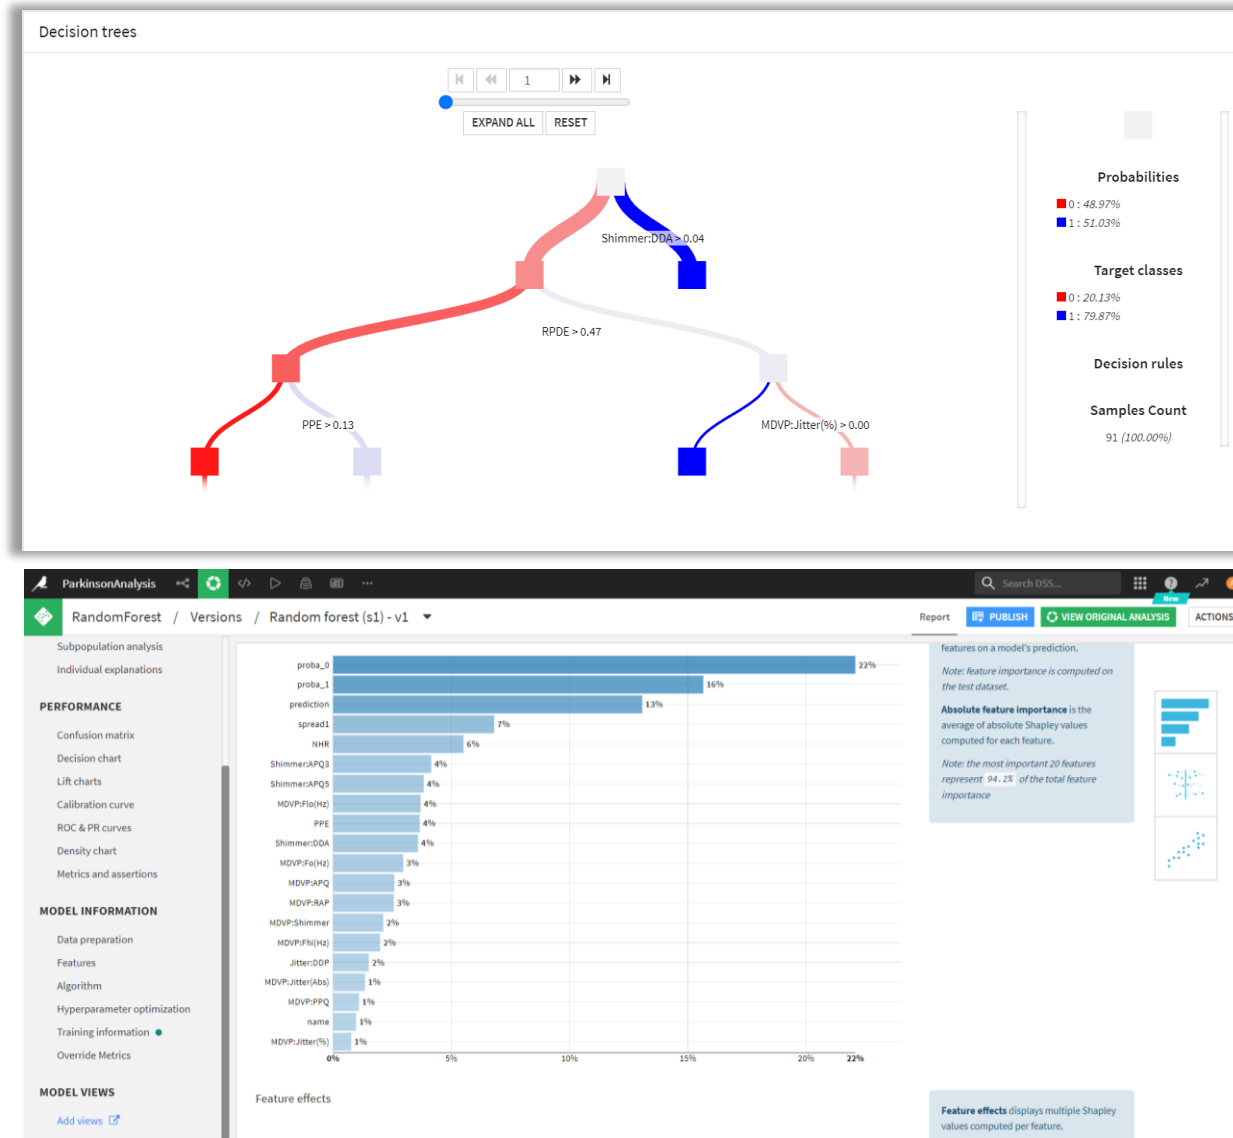 Decision trees
1
EXPAND ALL RESET
Shimmer:DDA > 0.04
RPDE > 0.47
PPE > 0.13
MDVP:Jitter(%) > 0.00
Probabilities
0 : 48.97%
1 : 51.03%
Target classes
0 : 20.13%
1 : 79.87%
Decision rules
Samples Count
91 (100.00%)
ParkinsonAnalysis
Search DSS...
New
RandomForest / Versions / Random forest (s1) - v1
Report PUBLISH VIEW ORIGINAL ANALYSIS ACTIONS
Subpopulation analysis
Individual explanations
PERFORMANCE
Confusion matrix
Decision chart
Lift charts
Calibration curve
ROC & PR curves
Density chart
Metrics and assertions
MODEL INFORMATION
Data preparation
Features
Algorithm
Hyperparameter optimization
Training information
Override Metrics
MODEL VIEWS
Add views
proba_0 22%
proba_1 16%
prediction 13%
spread1 7%
NHR 6%
Shimmer:APQ3 4%
Shimmer:APQ5 4%
MDVP:Flo(Hz) 4%
PPE 4%
Shimmer:DDA 4%
MDVP:Fo(Hz) 3%
MDVP:APQ 3%
MDVP:RAP 3%
MDVP:Shimmer 2%
MDVP:Fhi(Hz) 2%
Jitter:DDP 2%
MDVP:Jitter(Abs) 1%
MDVP:PPQ 1%
name 1%
MDVP:Jitter(%) 1%
0% 5% 10% 15% 20% 22%
Feature effects
features on a model's prediction.
Note: feature importance is computed on
the test dataset.
Absolute feature importance is the
average of absolute Shapley values
computed for each feature.
Note: the most important 20 features
represent 94.2% of the total feature
importance
Feature effects displays multiple Shapley
values computed per feature.